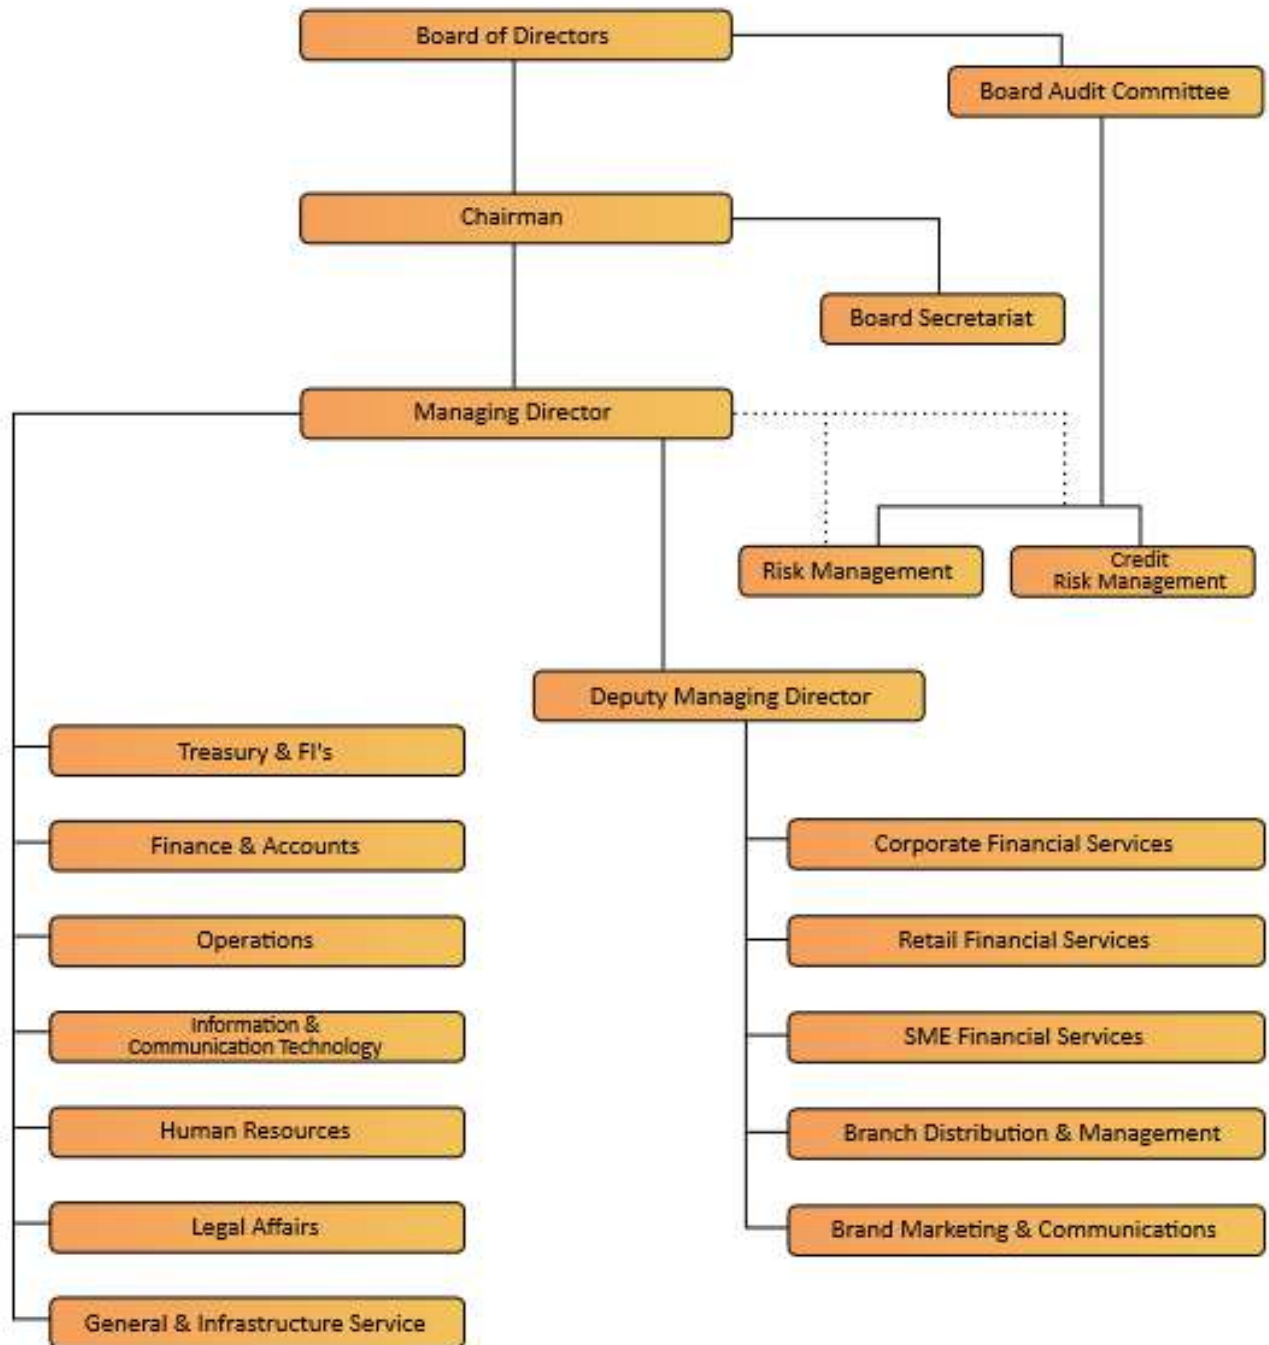 Board of Directors
Board Audit Committee
Chairman
Board Secretariat
Managing Director
Risk Management
Credit
Risk Management
Deputy Managing Director
Treasury & FI's
Finance & Accounts
Operations
Information &
Communication Technology
Human Resources
Legal Affairs
General & Infrastructure Service
Corporate Financial Services
Retail Financial Services
SME Financial Services
Branch Distribution & Management
Brand Marketing & Communications